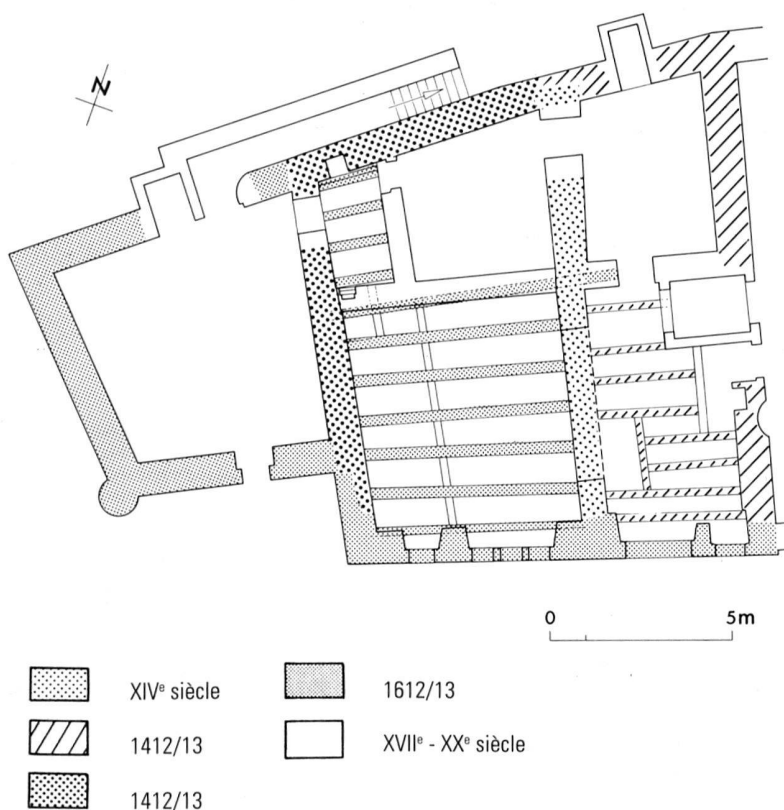 N
0 5m
XIVᵉ siècle
1412/13
1412/13
1612/13
XVIIᵉ - XXᵉ siècle